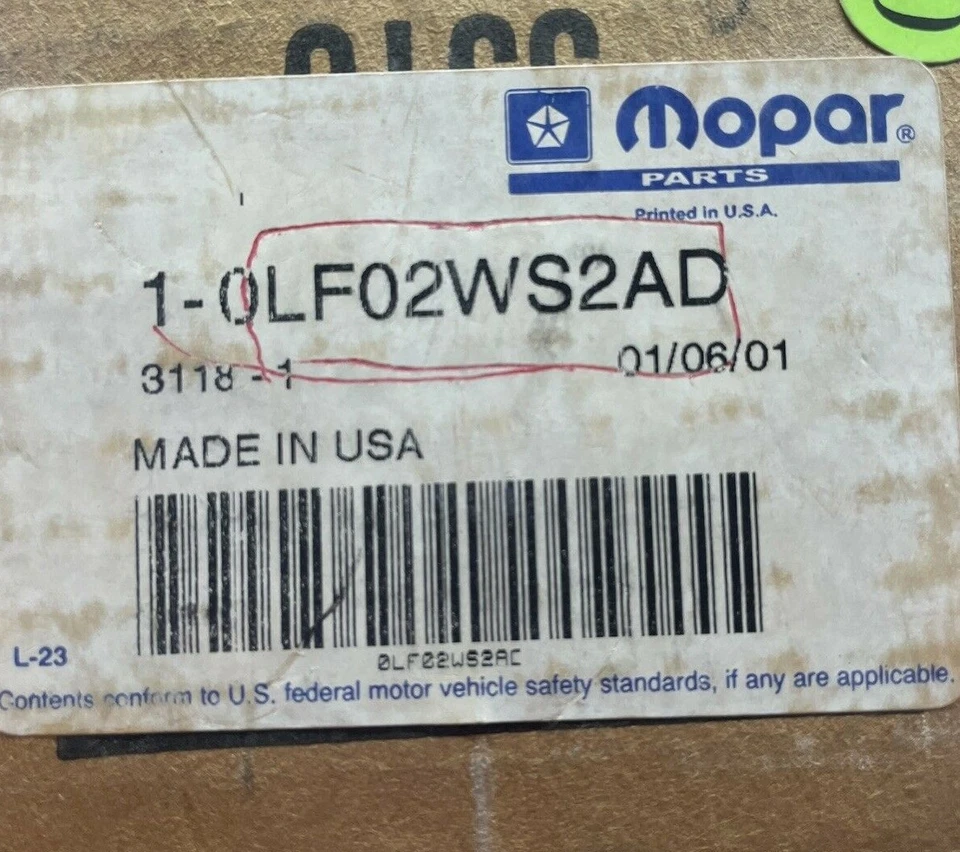 Mopar®
PARTS
Printed in U.S.A.
1-0LF02WS2AD
3118 - 1 01/06/01
MADE IN USA
0LF02WS2AC
L-23
Contents conform to U.S. federal motor vehicle safety standards, if any are applicable.